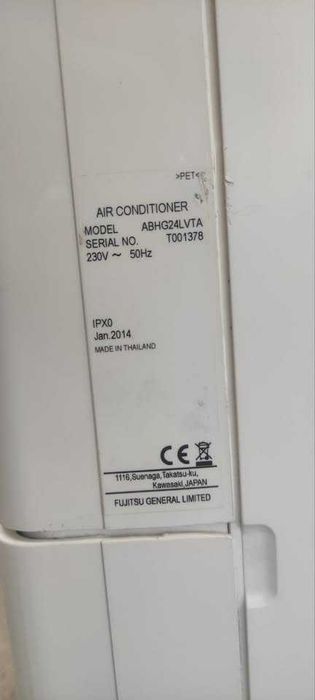 >PET<
AIR CONDITIONER
MODEL ABHG24LVTA
SERIAL NO. T001378
230V ~ 50Hz
IPX0
Jan.2014
MADE IN THAILAND
CE
1116,Suenaga,Takatsu-ku,
Kawasaki,JAPAN
FUJITSU GENERAL LIMITED